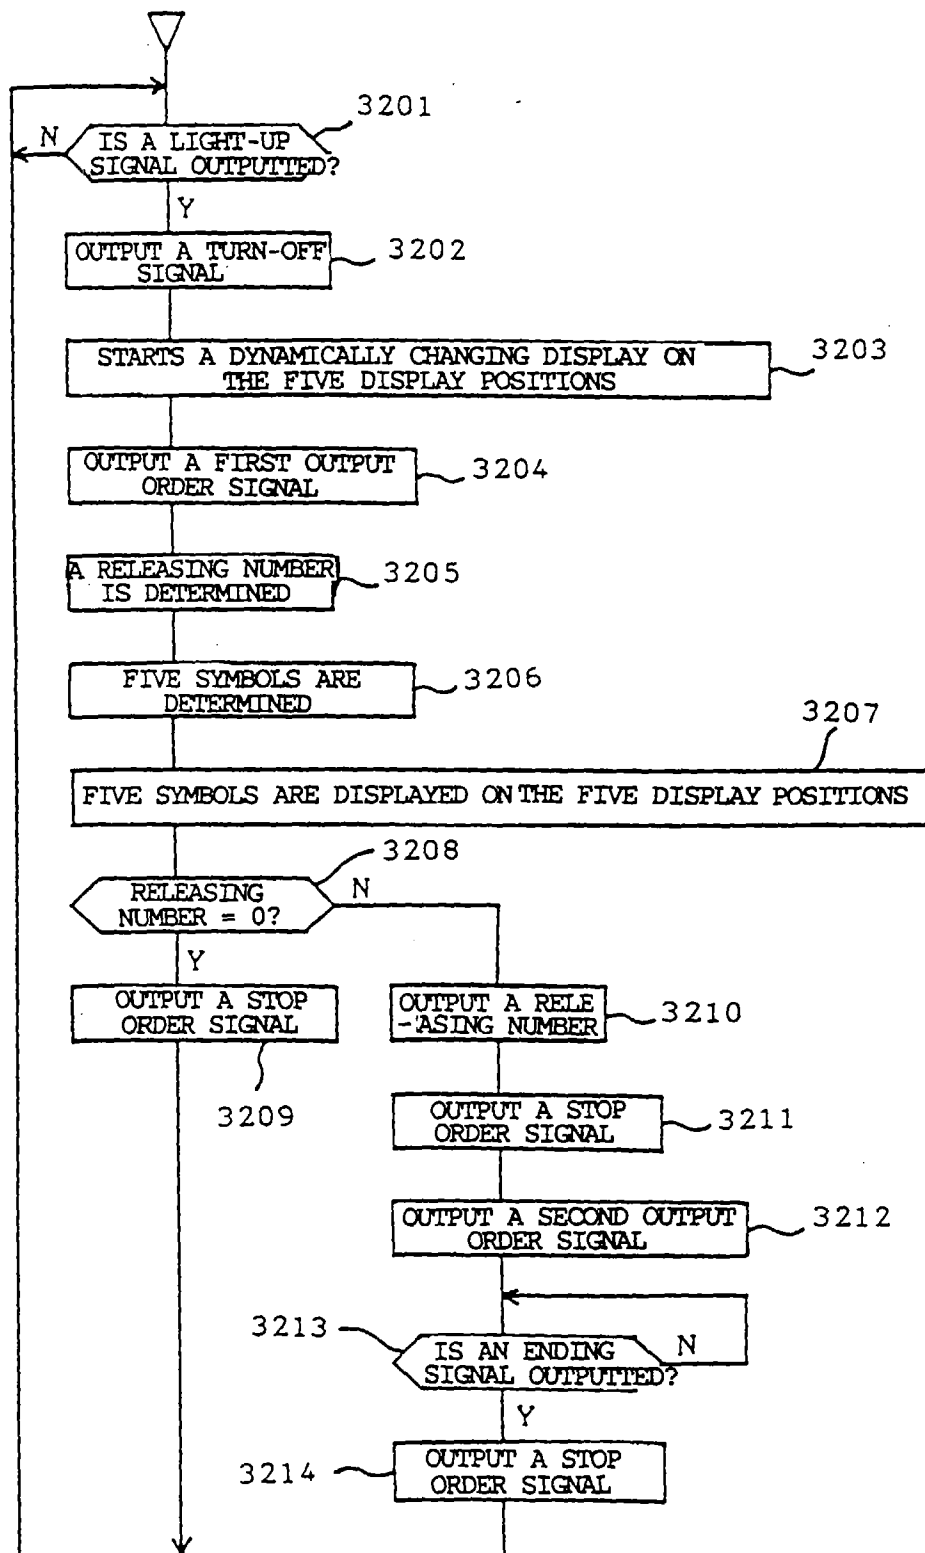 3201
N
IS A LIGHT-UP
SIGNAL OUTPUTTED?
Y
OUTPUT A TURN-OFF
SIGNAL
3202
STARTS A DYNAMICALLY CHANGING DISPLAY ON
THE FIVE DISPLAY POSITIONS
3203
OUTPUT A FIRST OUTPUT
ORDER SIGNAL
3204
A RELEASING NUMBER
IS DETERMINED
3205
FIVE SYMBOLS ARE
DETERMINED
3206
3207
FIVE SYMBOLS ARE DISPLAYED ON THE FIVE DISPLAY POSITIONS
3208
RELEASING
NUMBER = 0?
N
Y
OUTPUT A STOP
ORDER SIGNAL
3209
OUTPUT A RELE
-ASING NUMBER
3210
OUTPUT A STOP
ORDER SIGNAL
3211
OUTPUT A SECOND OUTPUT
ORDER SIGNAL
3212
3213
IS AN ENDING
SIGNAL OUTPUTTED?
N
Y
3214
OUTPUT A STOP
ORDER SIGNAL